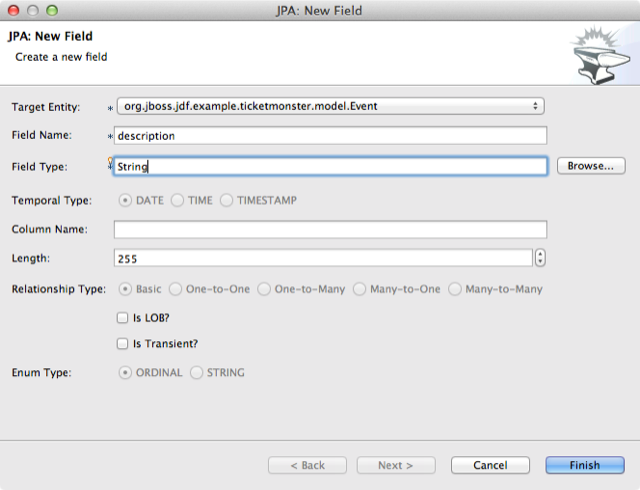 JPA: New Field
JPA: New Field
Create a new field
Target Entity: * org.jboss.jdf.example.ticketmonster.model.Event
Field Name: * description
Field Type: * String Browse...
Temporal Type: DATE TIME TIMESTAMP
Column Name:
Length: 255
Relationship Type: Basic One-to-One One-to-Many Many-to-One Many-to-Many
Is LOB?
Is Transient?
Enum Type: ORDINAL STRING
< Back Next > Cancel Finish